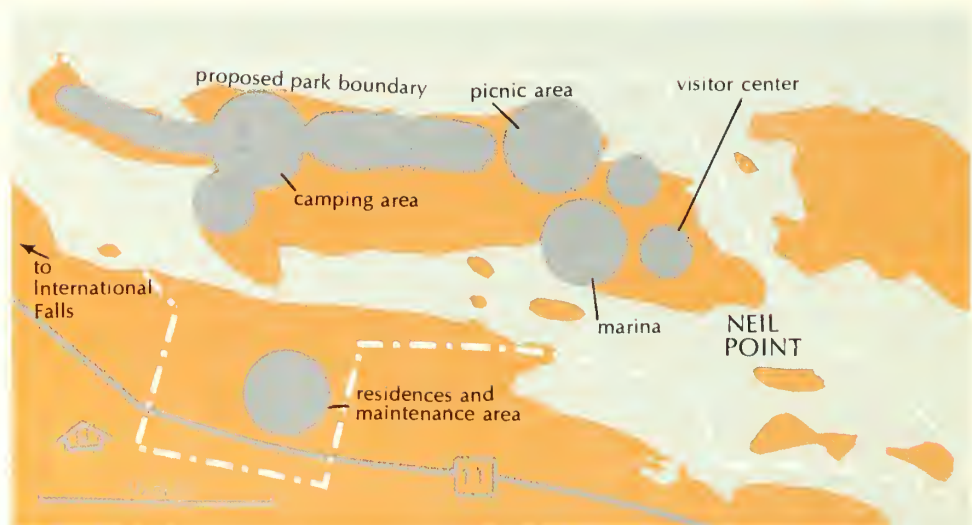 proposed park boundary
picnic area
visitor center
camping area
to
International
Falls
marina
NEIL
POINT
residences and
maintenance area
11
11